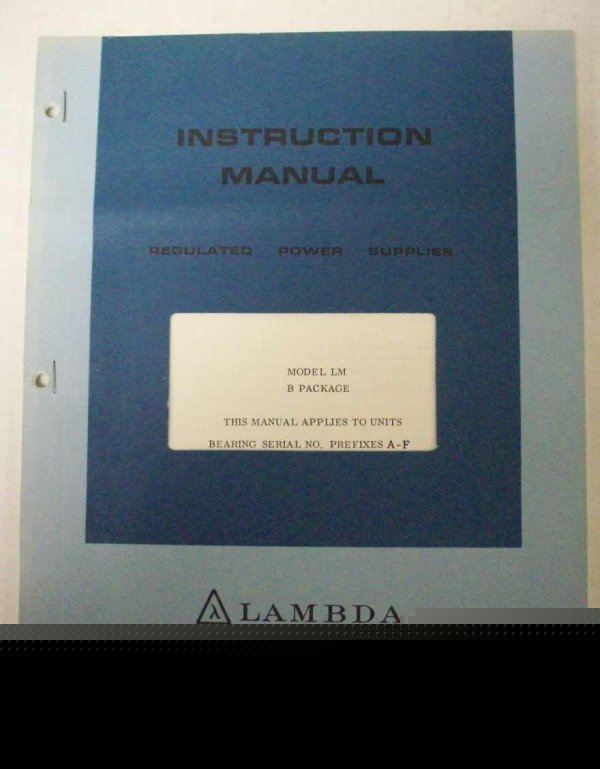 INSTRUCTION
MANUAL
REGULATED POWER SUPPLIES
MODEL LM
B PACKAGE
THIS MANUAL APPLIES TO UNITS
BEARING SERIAL NO. PREFIXES A-F
λ LAMBDA